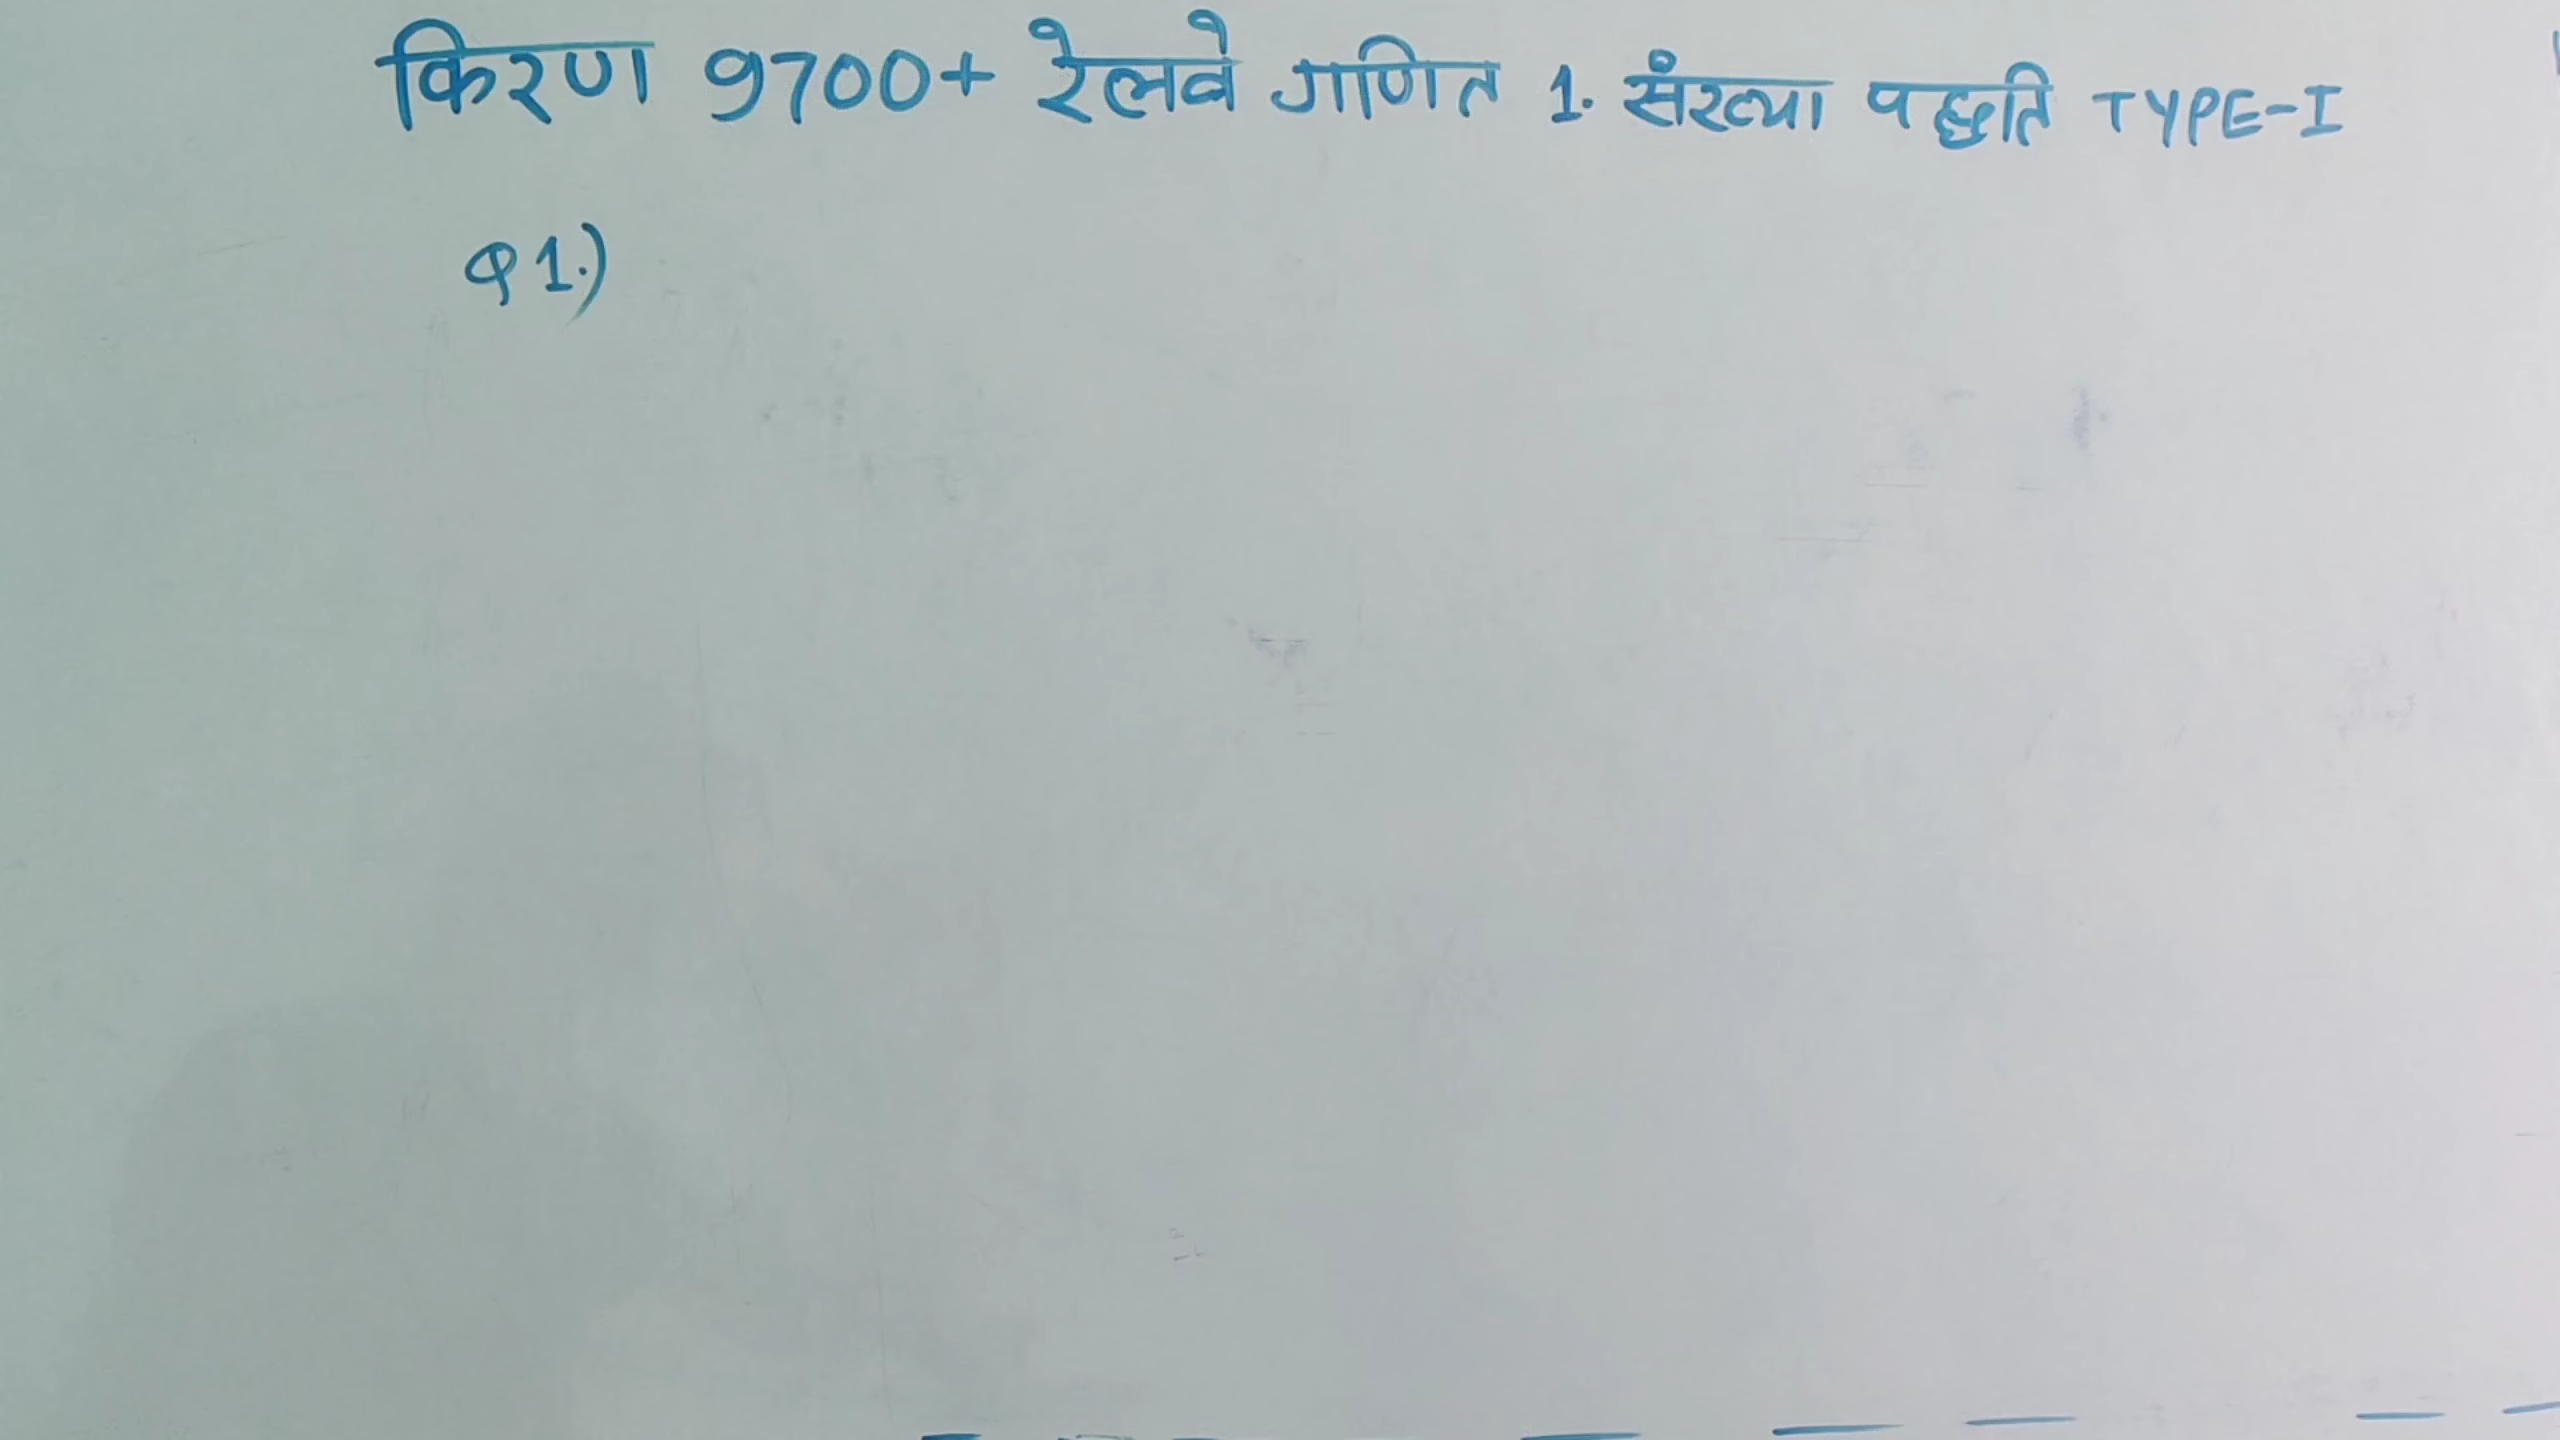 किरण 9700+ रेलवे गणित 1. संख्या पद्धति TYPE-I
Q1.)